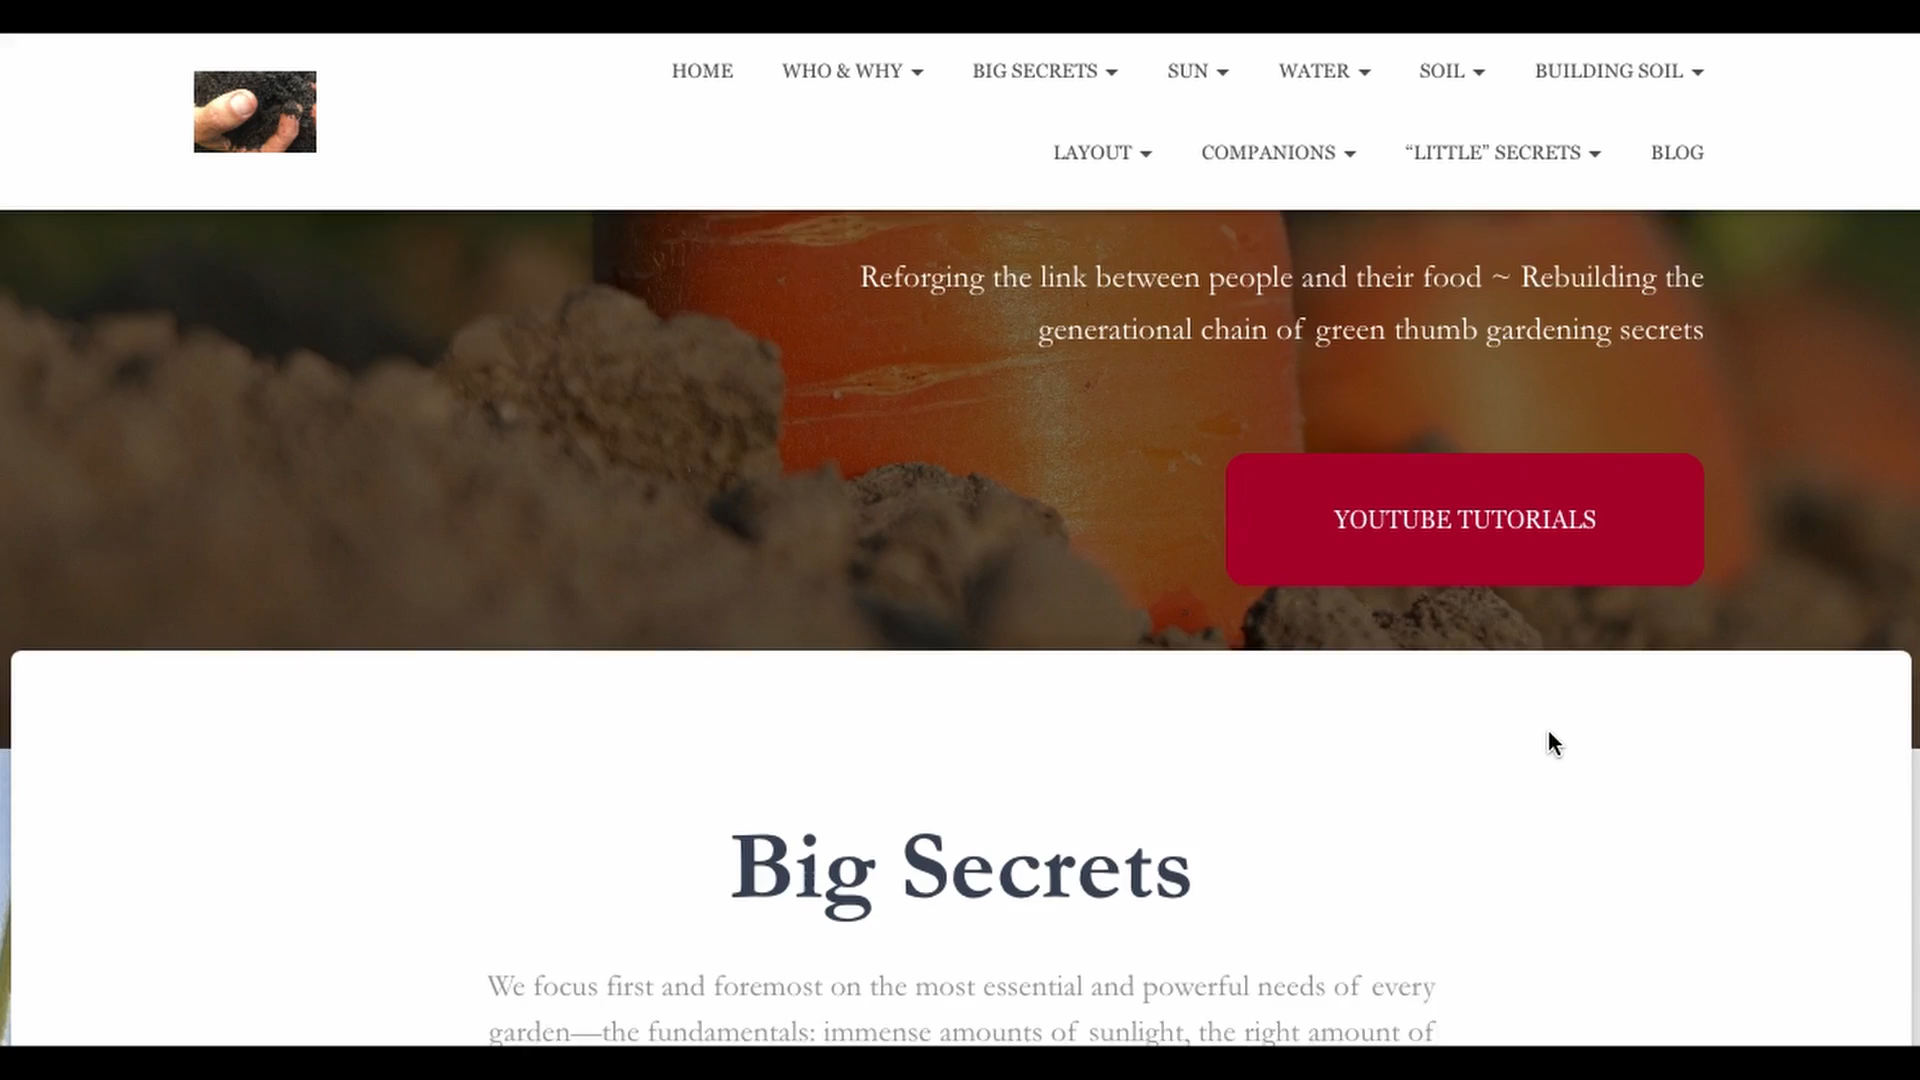 HOME WHO & WHY BIG SECRETS SUN WATER SOIL BUILDING SOIL
LAYOUT COMPANIONS “LITTLE” SECRETS BLOG
Reforging the link between people and their food ~ Rebuilding the
generational chain of green thumb gardening secrets
YOUTUBE TUTORIALS
Big Secrets
We focus first and foremost on the most essential and powerful needs of every
garden—the fundamentals: immense amounts of sunlight, the right amount of